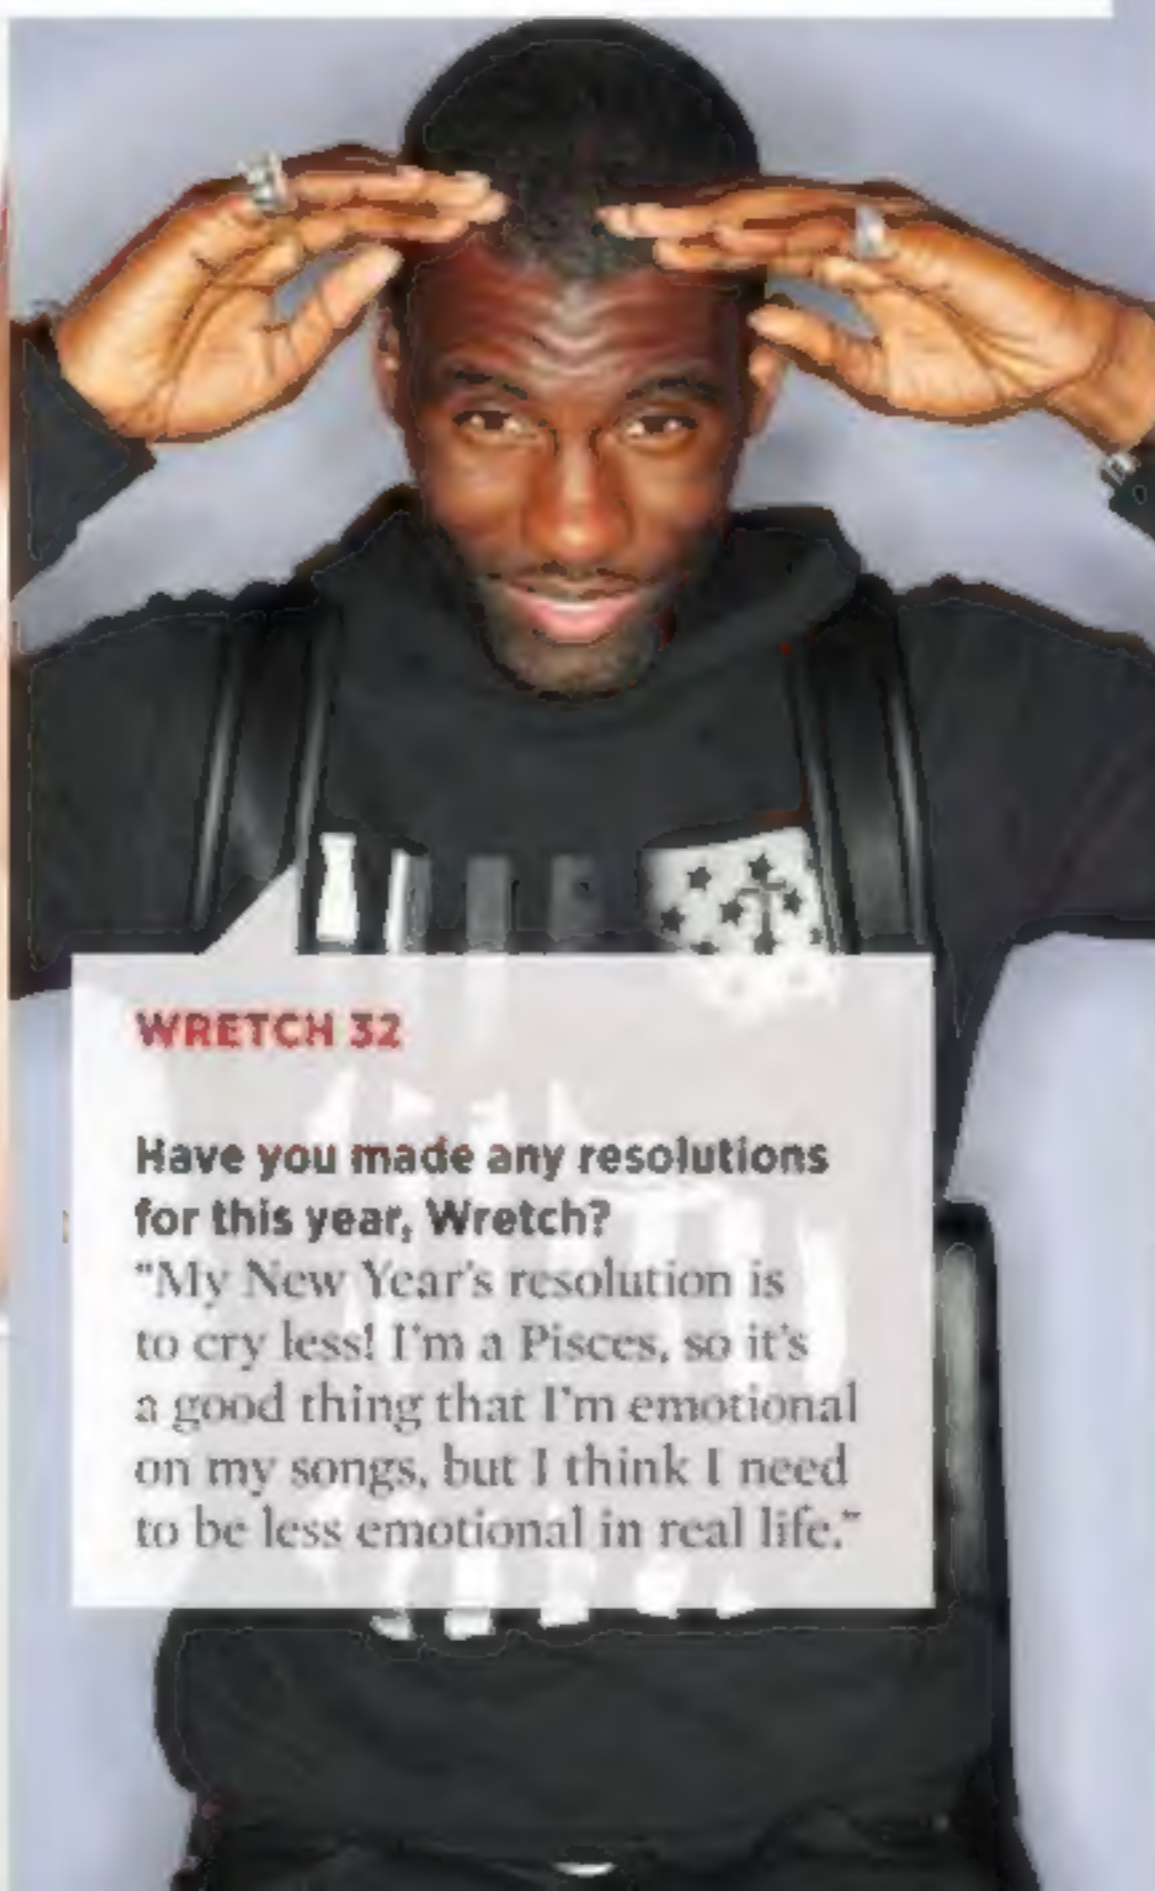 WRETCH 32
Have you made any resolutions
for this year, Wretch?
"My New Year's resolution is
to cry less! I'm a Pisces, so it's
a good thing that I'm emotional
on my songs, but I think I need
to be less emotional in real life."